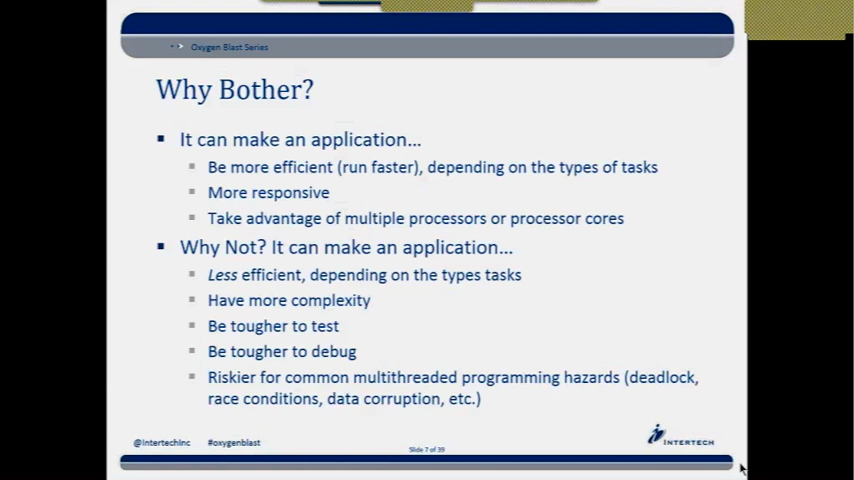 Oxygen Blast Series
Why Bother?
It can make an application…
Be more efficient (run faster), depending on the types of tasks
More responsive
Take advantage of multiple processors or processor cores
Why Not? It can make an application…
Less efficient, depending on the types tasks
Have more complexity
Be tougher to test
Be tougher to debug
Riskier for common multithreaded programming hazards (deadlock,
race conditions, data corruption, etc.)
@IntertechInc #oxygenblast
Slide 7 of 39
INTERTECH